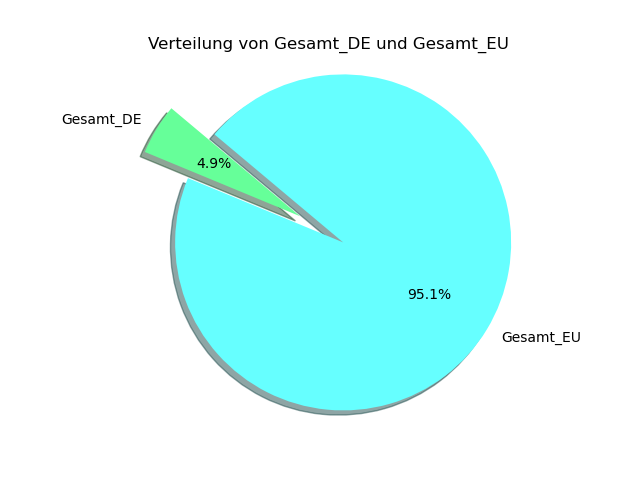 Verteilung von Gesamt_DE und Gesamt_EU
Gesamt_DE
4.9%
95.1%
Gesamt_EU